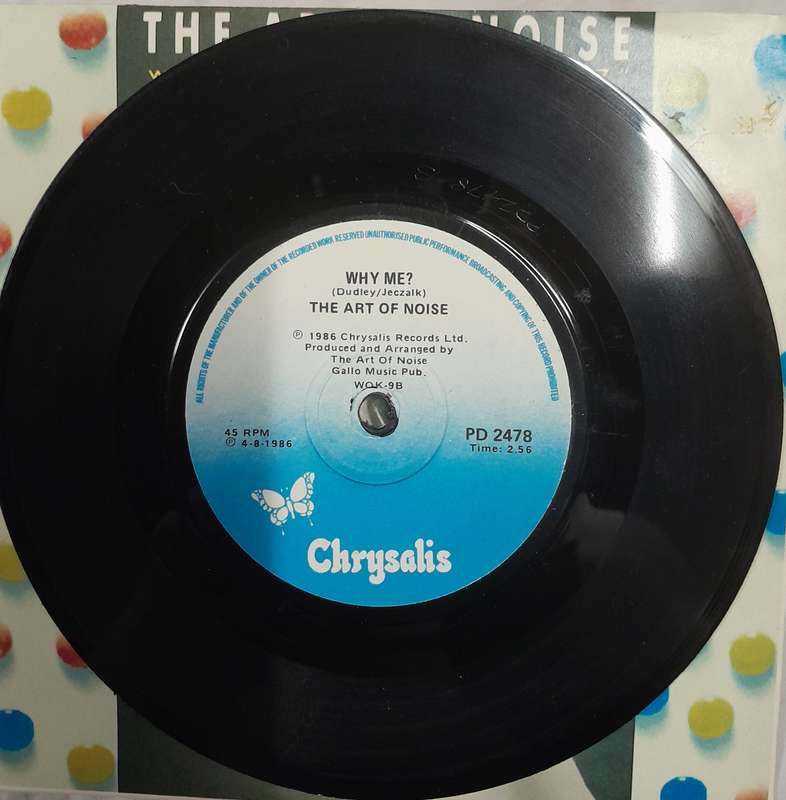 THE ART NOISE
PD 2478 B
ALL RIGHTS OF THE MANUFACTURER AND OF THE OWNER OF THE RECORDED WORK RESERVED UNAUTHORISED PUBLIC PERFORMANCE BROADCASTING AND COPYING OF THIS RECORD PROHIBITED
WHY ME?
(Dudley/Jeczalk)
THE ART OF NOISE
℗ 1986 Chrysalis Records Ltd.
Produced and Arranged by
The Art Of Noise
Gallo Music Pub.
WOK-9B
45 RPM
℗ 4-8-1986
PD 2478
Time: 2.56
Chrysalis